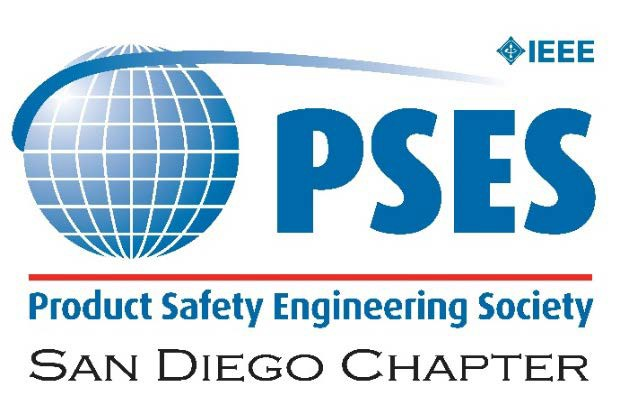 IEEE
PSES
Product Safety Engineering Society
San Diego Chapter